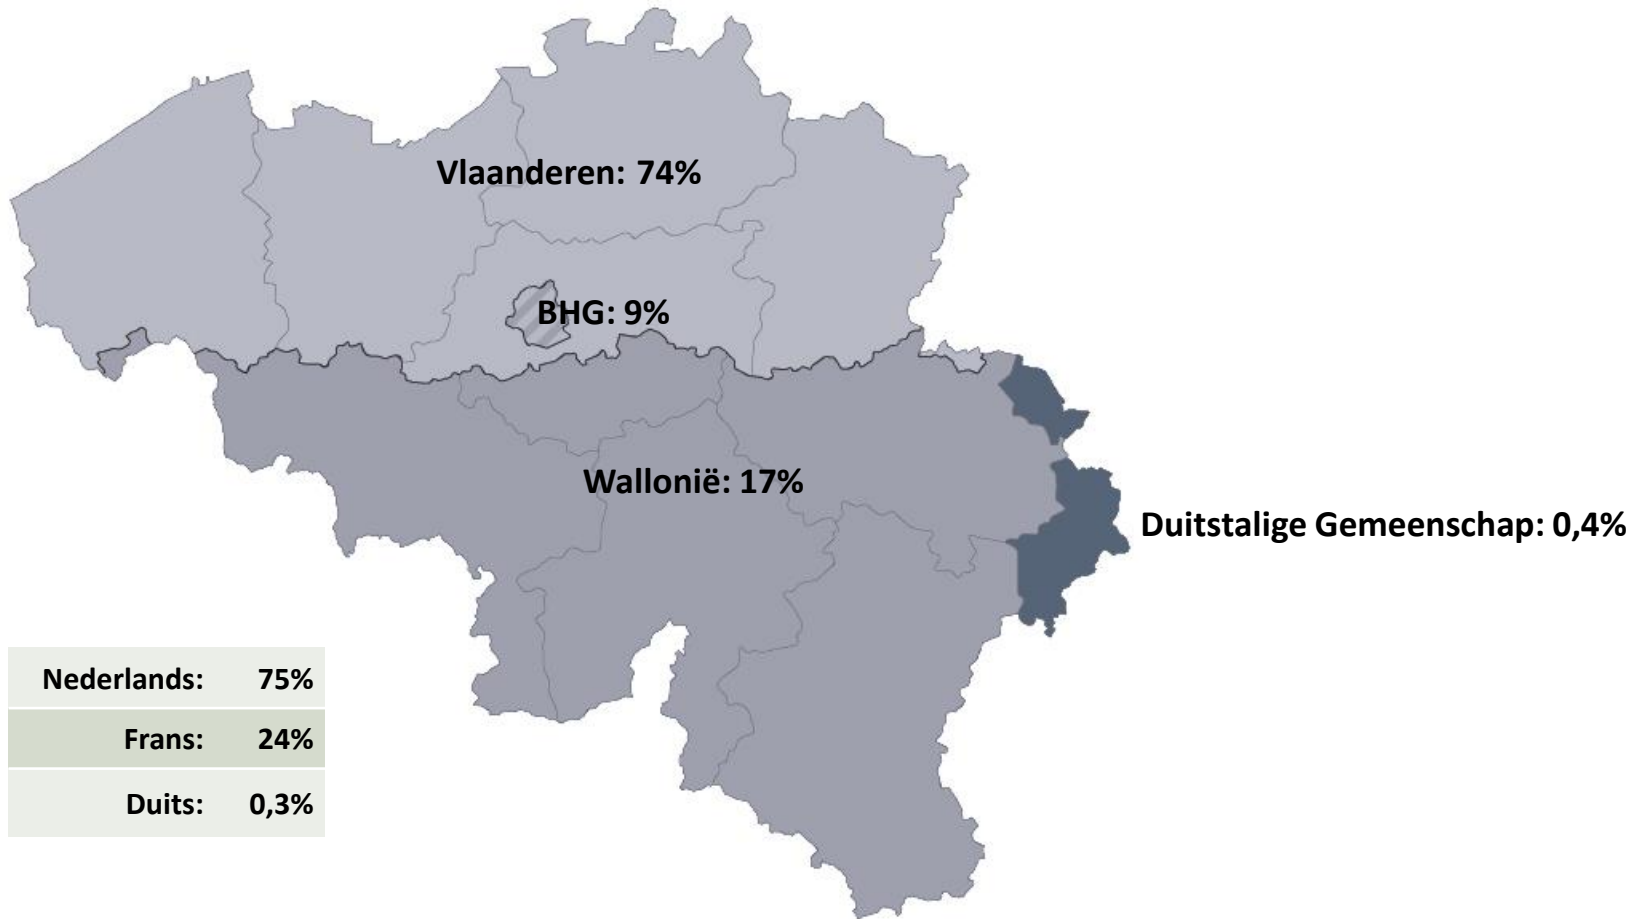 Vlaanderen: 74%
BHG: 9%
Wallonië: 17%
Duitstalige Gemeenschap: 0,4%
Nederlands: 75%
Frans: 24%
Duits: 0,3%